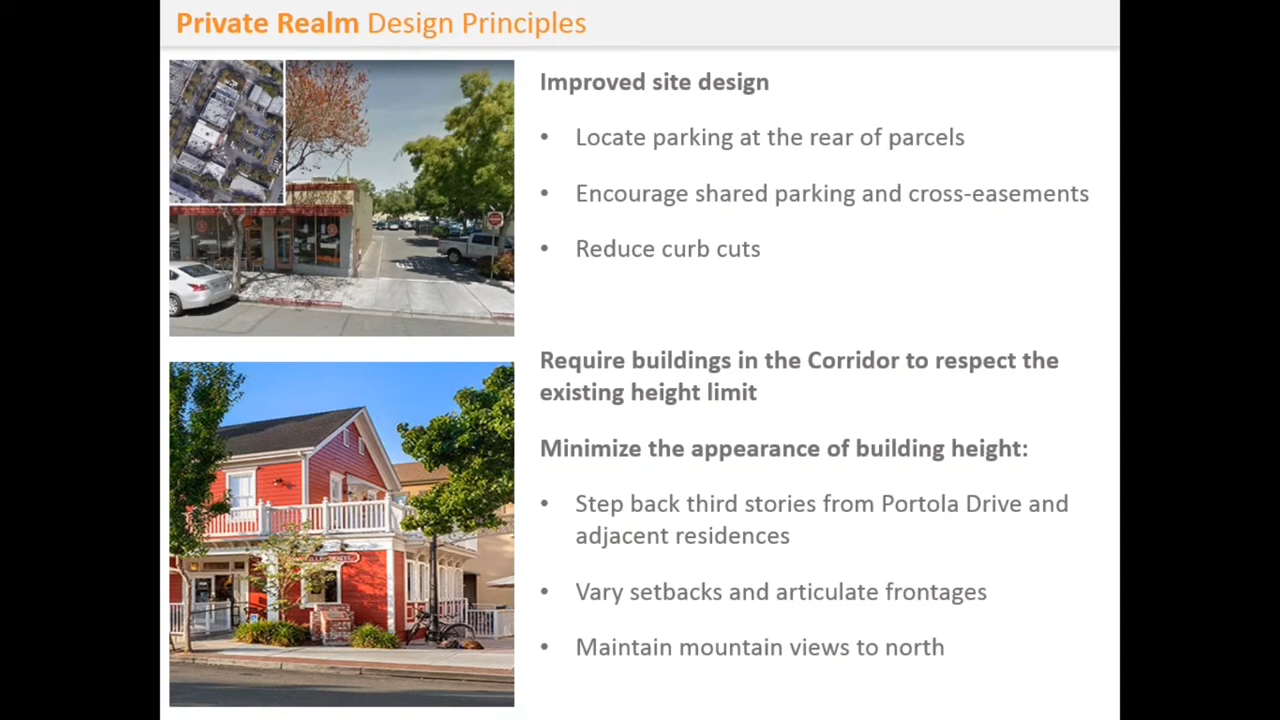 Private Realm Design Principles
Improved site design
• Locate parking at the rear of parcels
• Encourage shared parking and cross-easements
• Reduce curb cuts
Require buildings in the Corridor to respect the
existing height limit
Minimize the appearance of building height:
• Step back third stories from Portola Drive and
adjacent residences
• Vary setbacks and articulate frontages
• Maintain mountain views to north